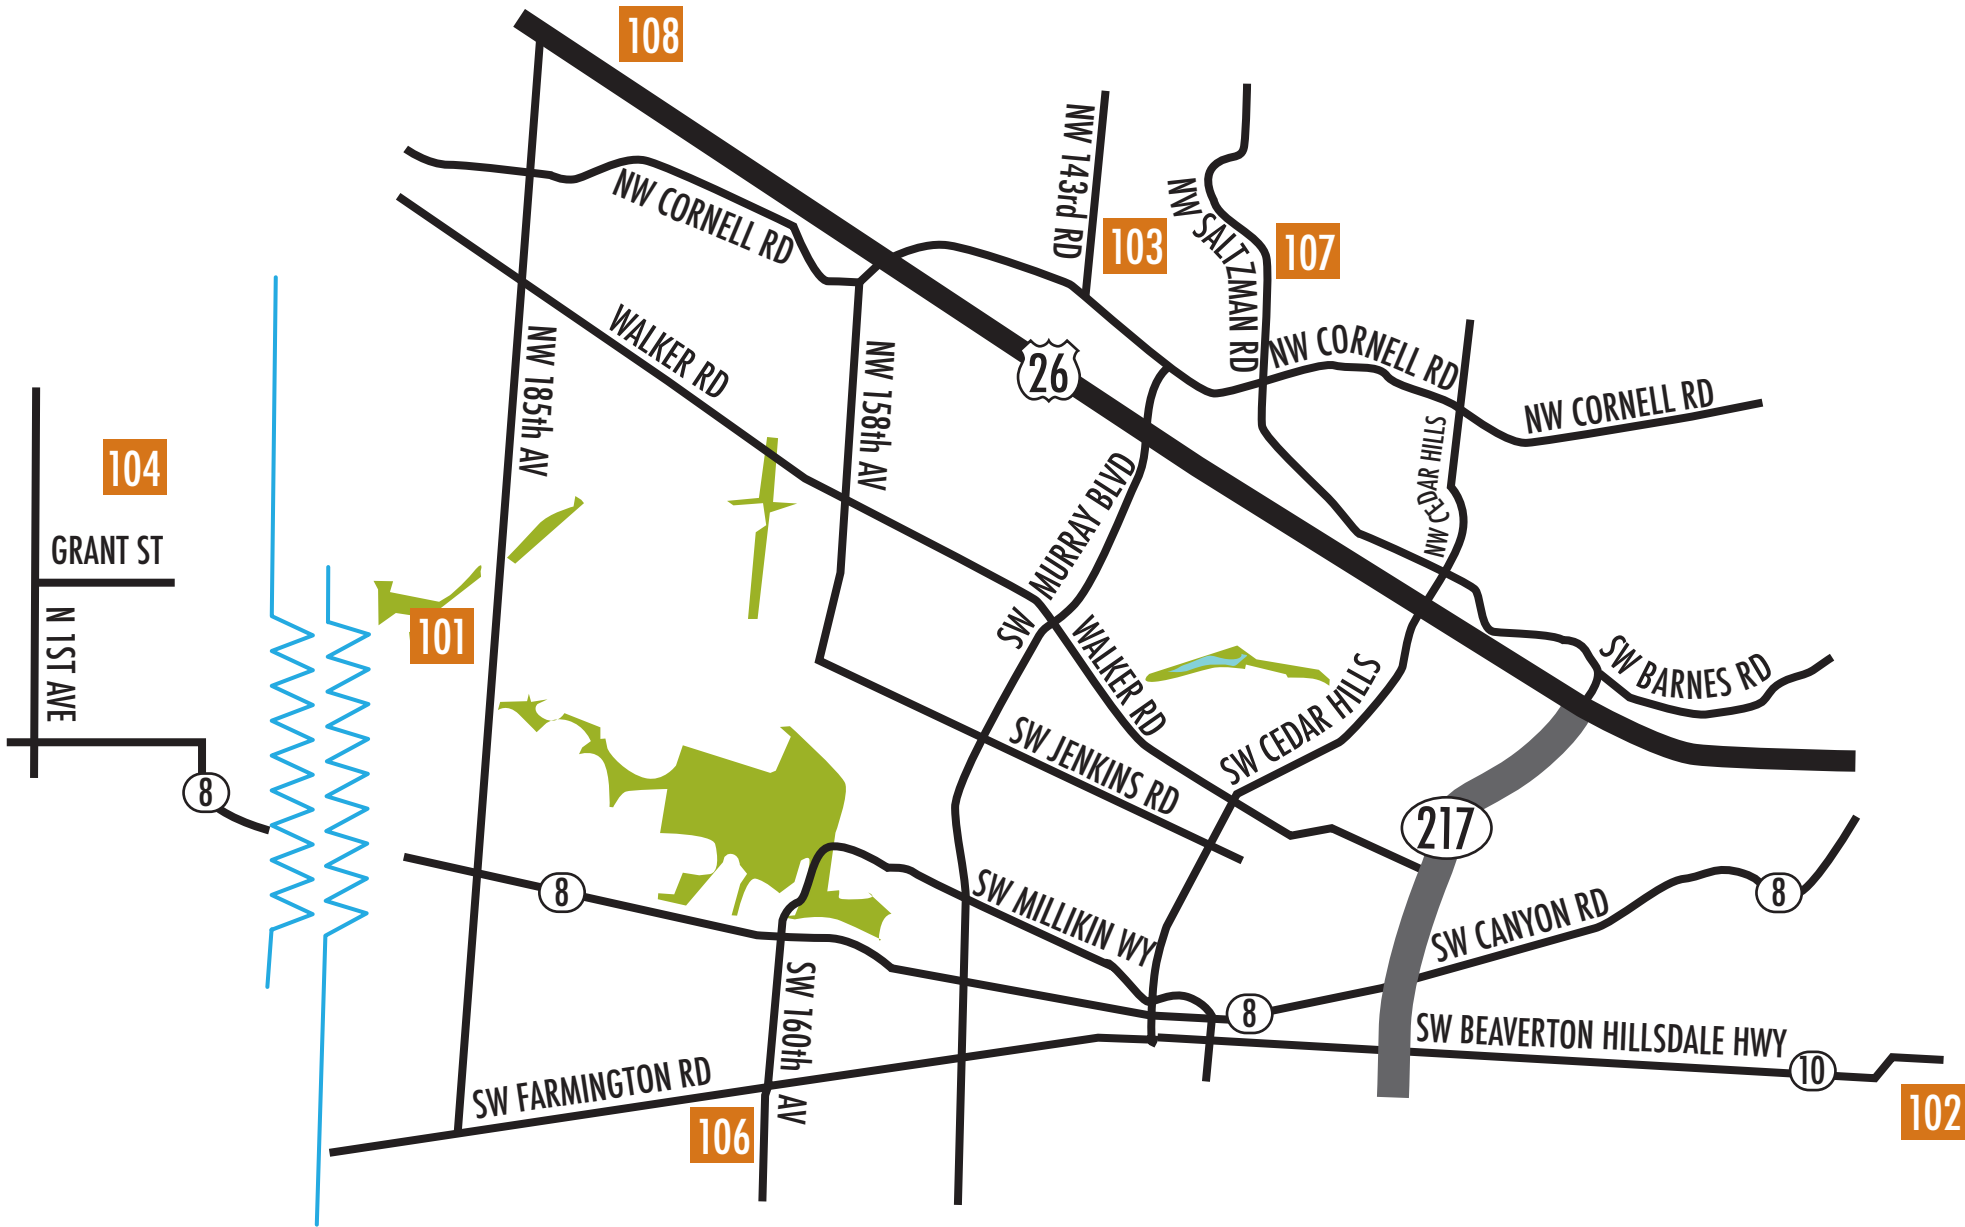 108
NW 143rd RD
NW CORNELL RD
NW SALTZMAN RD
103
107
WALKER RD
NW 185th AV
NW 158th AV
26
NW CORNELL RD
NW CORNELL RD
NW CEDAR HILLS
104
GRANT ST
SW MURRAY BLVD
N 1ST AVE
101
WALKER RD
SW BARNES RD
SW CEDAR HILLS
SW JENKINS RD
8
217
8
SW MILLIKIN WY
SW CANYON RD
8
SW 160th AV
8
SW BEAVERTON HILLSDALE HWY
10
SW FARMINGTON RD
106
102